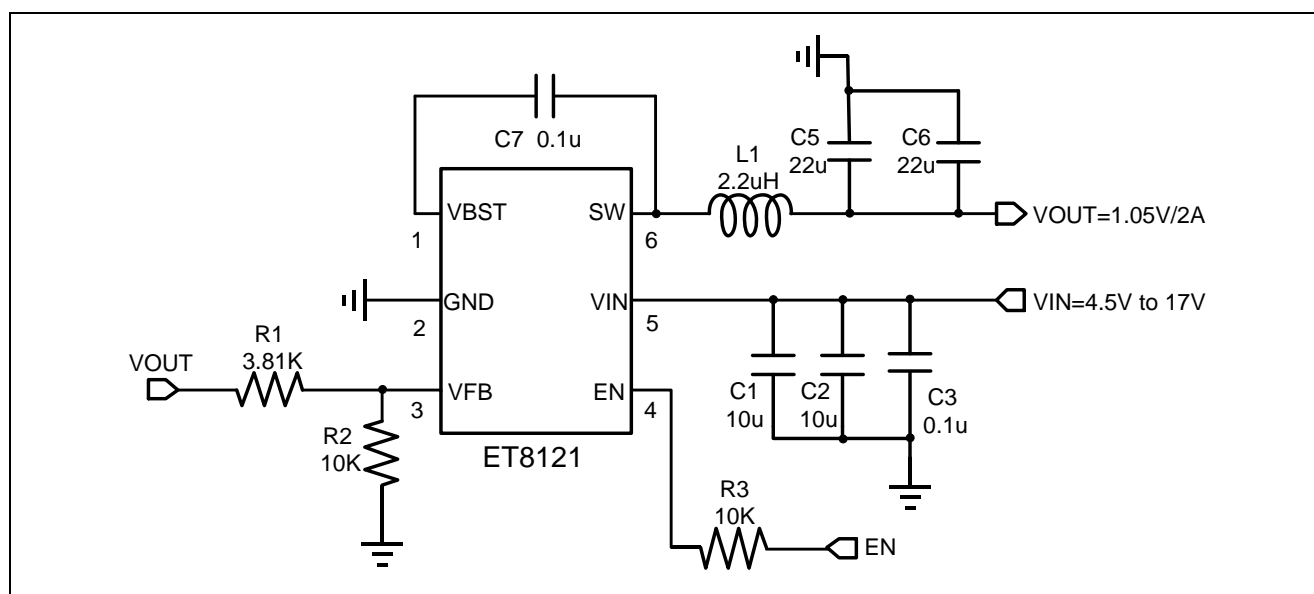 C7 0.1u
C5
22u
C6
22u
L1
2.2uH
VBST
SW
1
6
VOUT=1.05V/2A
GND
VIN
2
5
VIN=4.5V to 17V
R1
3.81K
VOUT
VFB
EN
3
4
C1
10u
C2
10u
C3
0.1u
R2
10K
ET8121
R3
10K
EN